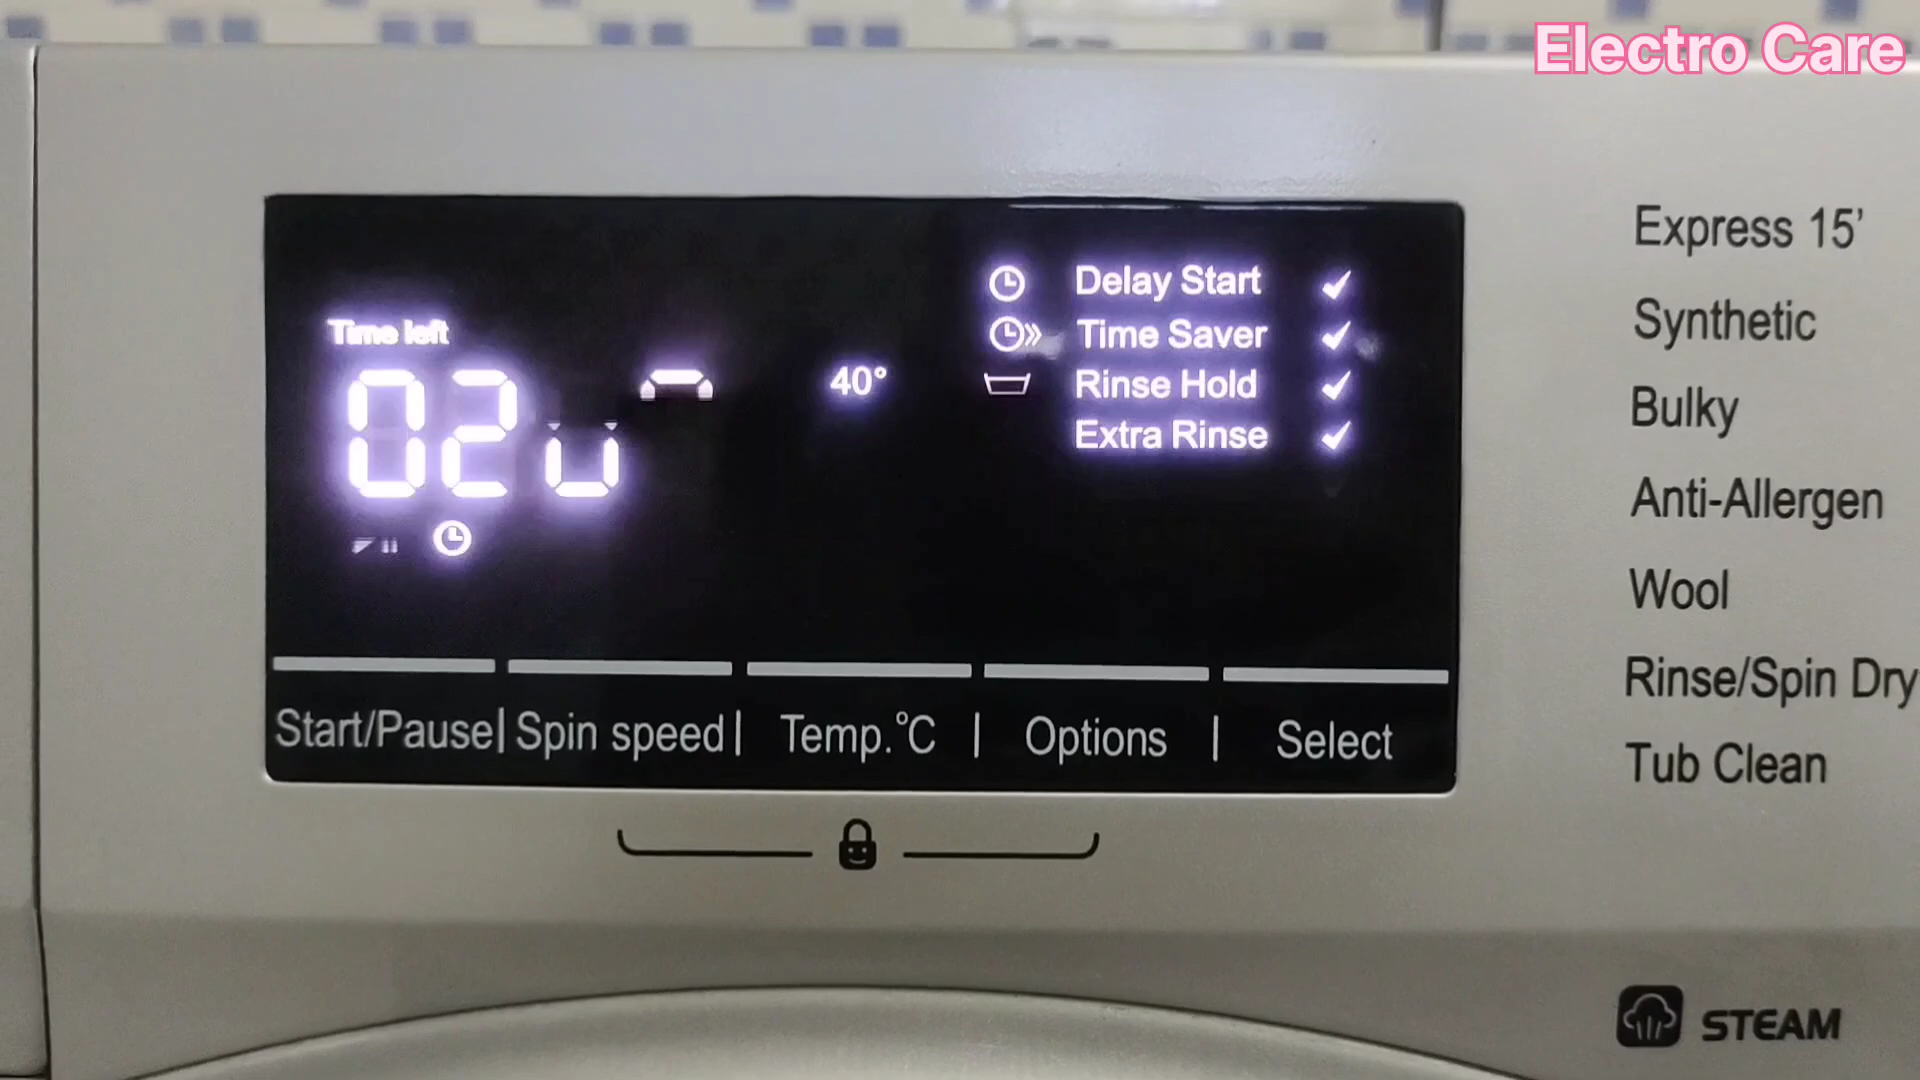 Electro Care
Time left
02
40°
Delay Start
Time Saver
Rinse Hold
Extra Rinse
Start/Pause| Spin speed | Temp.°C | Options | Select
Express 15'
Synthetic
Bulky
Anti-Allergen
Wool
Rinse/Spin Dry
Tub Clean
STEAM